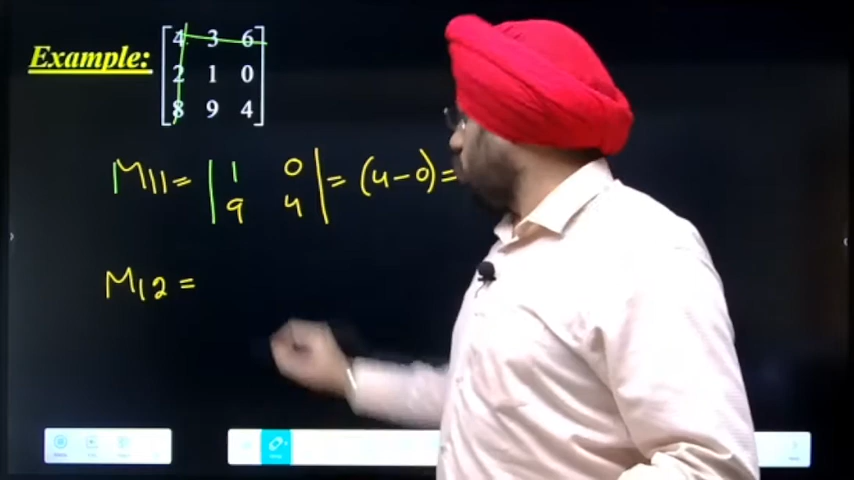 Example: [4 3 6
2 1 0
8 9 4]
M11 = |1 0
9 4| = (4-0) =
M12 =